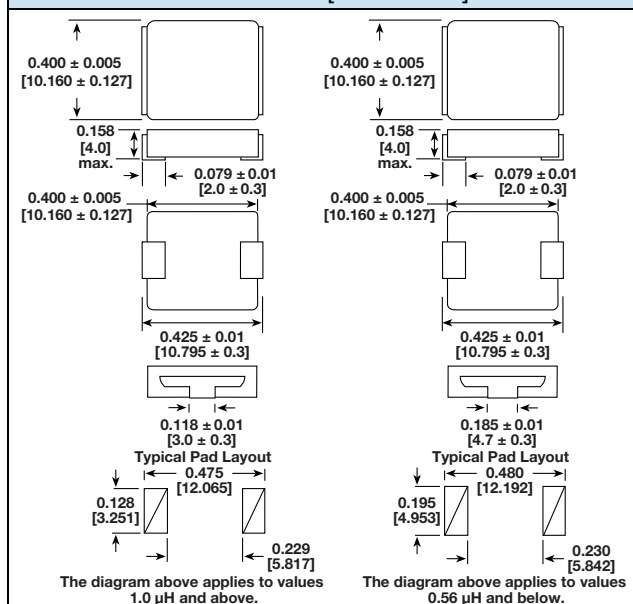 0.400 ± 0.005
[10.160 ± 0.127]
0.158
[4.0]
max.
0.079 ± 0.01
[2.0 ± 0.3]
0.400 ± 0.005
[10.160 ± 0.127]
0.425 ± 0.01
[10.795 ± 0.3]
0.118 ± 0.01
[3.0 ± 0.3]
Typical Pad Layout
0.475
[12.065]
0.128
[3.251]
0.229
[5.817]
The diagram above applies to values
1.0 µH and above.
0.400 ± 0.005
[10.160 ± 0.127]
0.158
[4.0]
max.
0.079 ± 0.01
[2.0 ± 0.3]
0.400 ± 0.005
[10.160 ± 0.127]
0.425 ± 0.01
[10.795 ± 0.3]
0.185 ± 0.01
[4.7 ± 0.3]
Typical Pad Layout
0.480
[12.192]
0.195
[4.953]
0.230
[5.842]
The diagram above applies to values
0.56 µH and below.